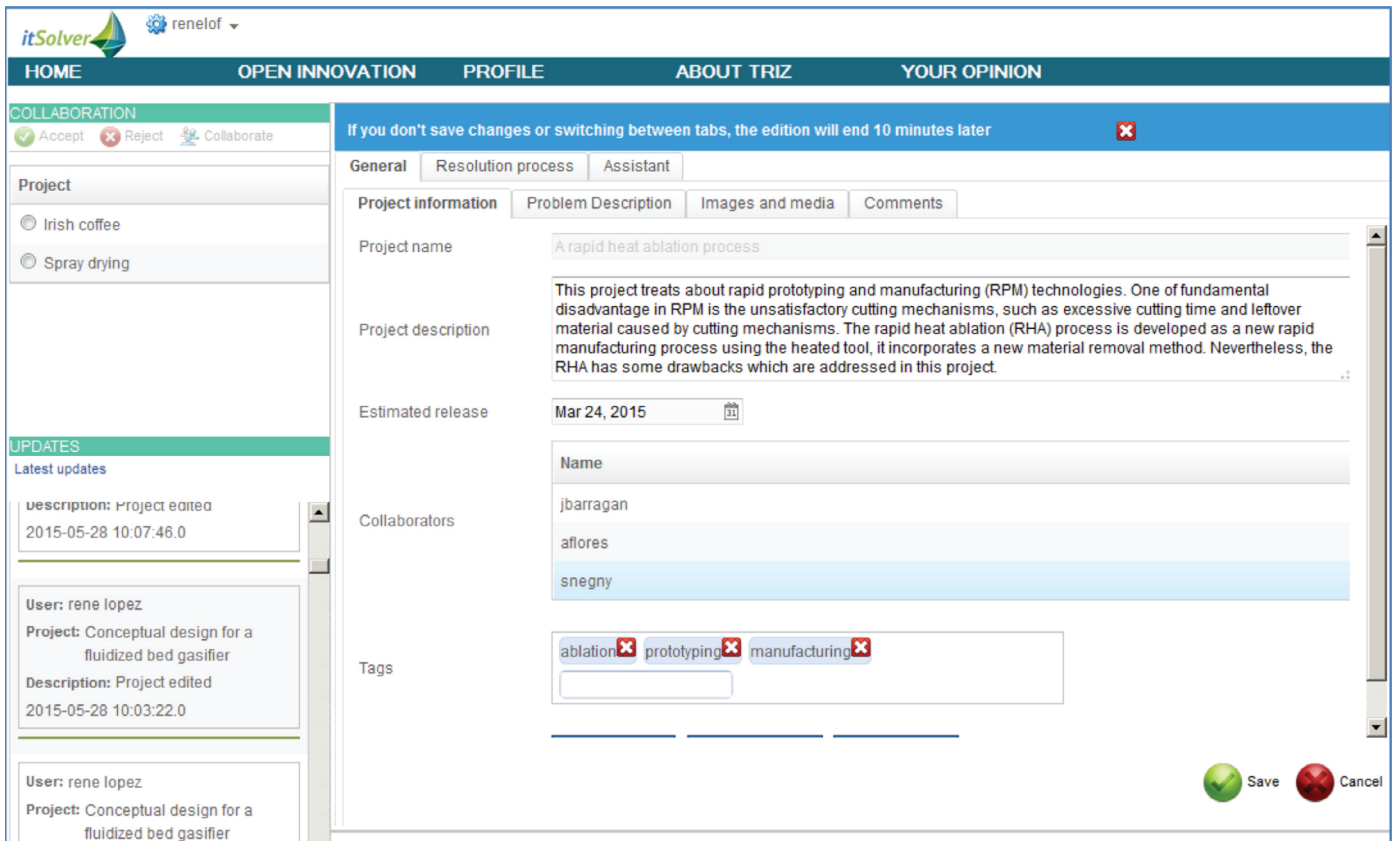 itSolver
renelof
HOME OPEN INNOVATION PROFILE ABOUT TRIZ YOUR OPINION
COLLABORATION
Accept Reject Collaborate
Project
Irish coffee
Spray drying
UPDATES
Latest updates
Description: Project edited
2015-05-28 10:07:46.0
User: rene lopez
Project: Conceptual design for a
fluidized bed gasifier
Description: Project edited
2015-05-28 10:03:22.0
User: rene lopez
Project: Conceptual design for a
fluidized bed gasifier
If you don't save changes or switching between tabs, the edition will end 10 minutes later
General Resolution process Assistant
Project information Problem Description Images and media Comments
Project name A rapid heat ablation process
Project description
This project treats about rapid prototyping and manufacturing (RPM) technologies. One of fundamental
disadvantage in RPM is the unsatisfactory cutting mechanisms, such as excessive cutting time and leftover
material caused by cutting mechanisms. The rapid heat ablation (RHA) process is developed as a new rapid
manufacturing process using the heated tool, it incorporates a new material removal method. Nevertheless, the
RHA has some drawbacks which are addressed in this project.
Estimated release Mar 24, 2015 31
Collaborators
Name
jbarragan
aflores
snegny
Tags
ablation prototyping manufacturing
Save Cancel